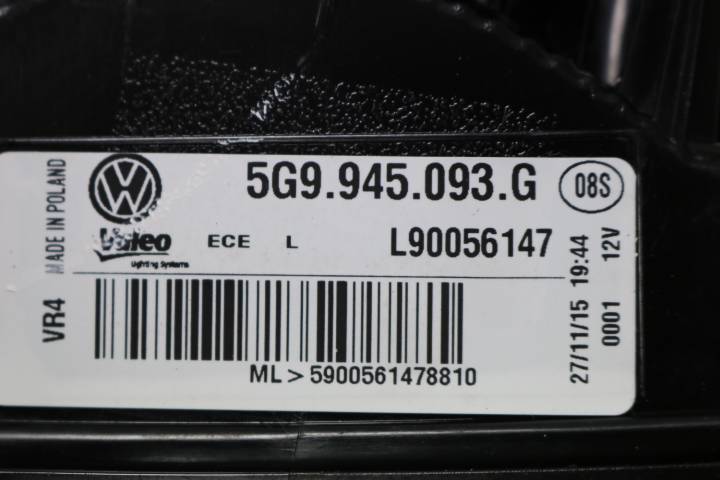 MADE IN POLAND
VR4
5G9.945.093.G
08S
Valeo
Lighting Systems
ECE L
L90056147
ML>5900561478810
27/11/15 19:44
0001 12V